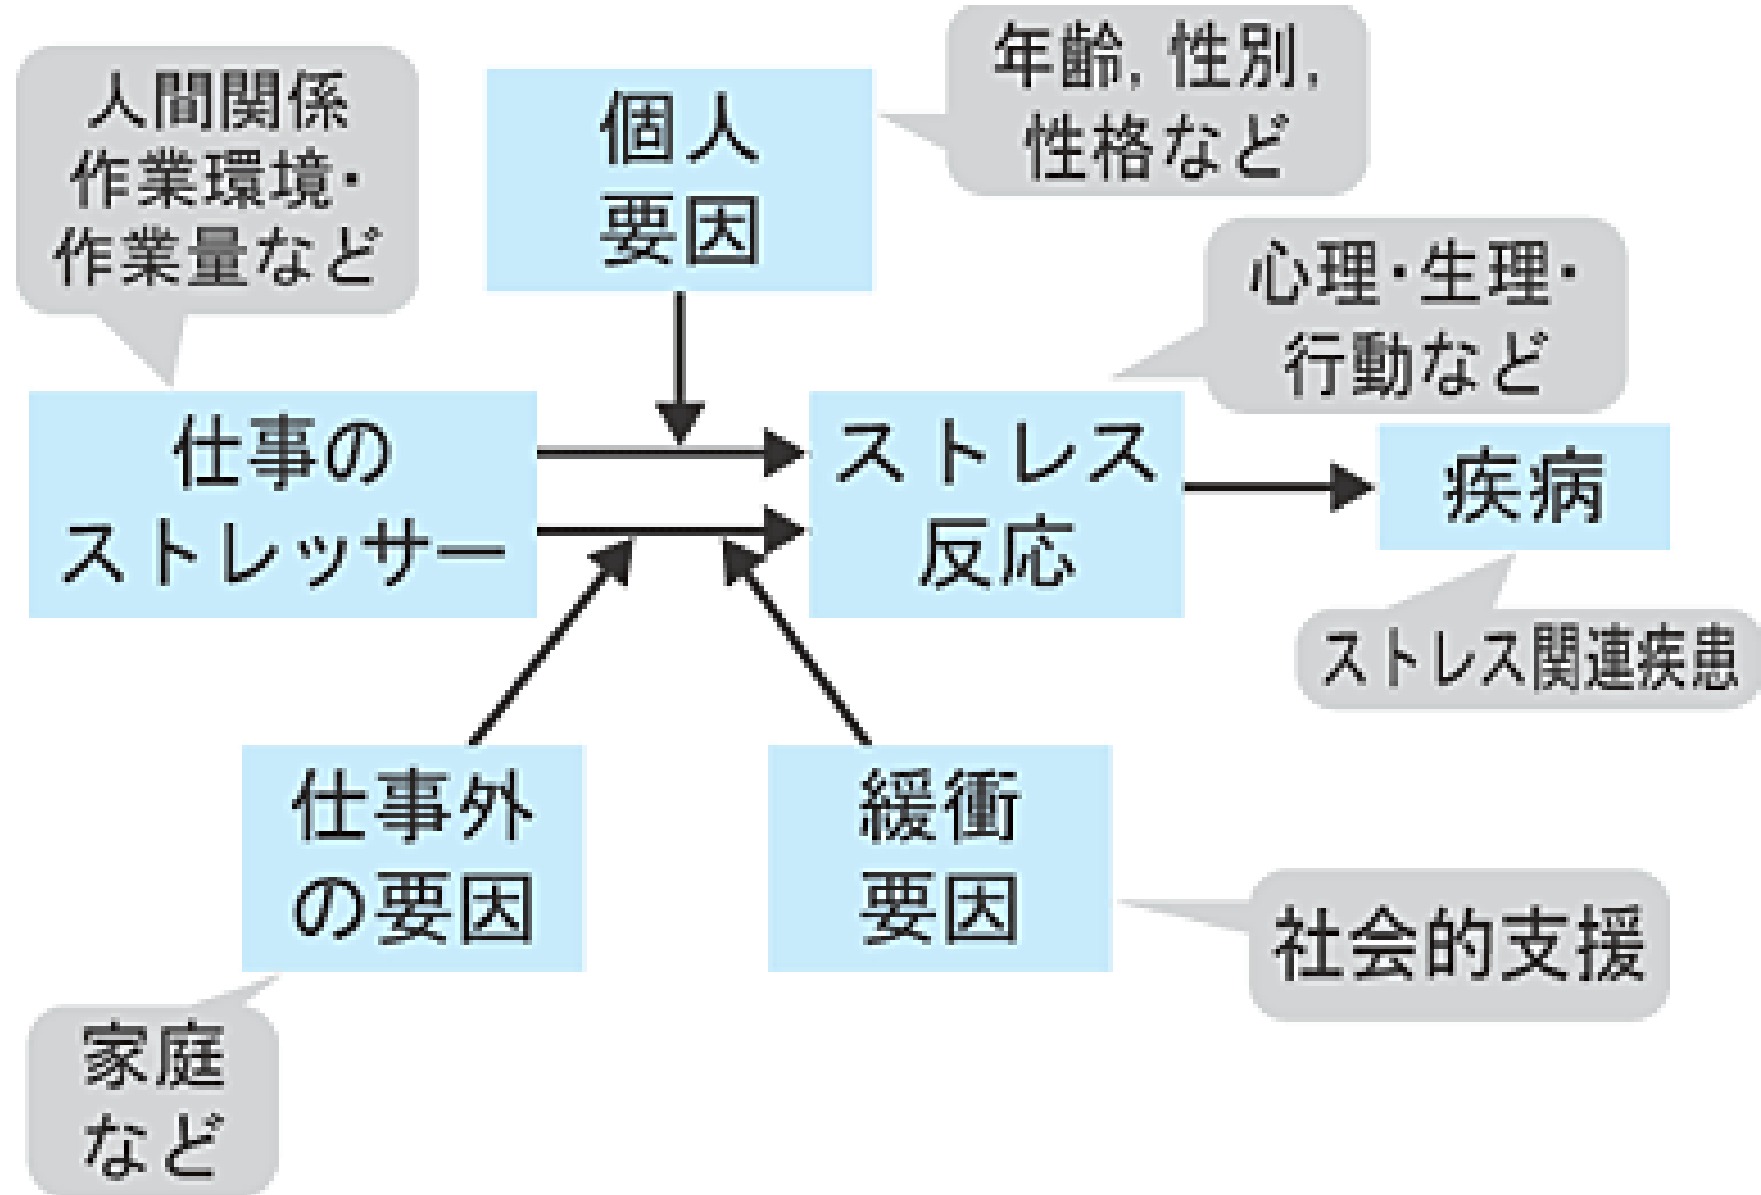 人間関係
作業環境・
作業量など
個人
要因
年齢, 性別,
性格など
心理・生理・
行動など
仕事の
ストレッサー
ストレス
反応
疾病
ストレス関連疾患
仕事外
の要因
緩衝
要因
社会的支援
家庭
など